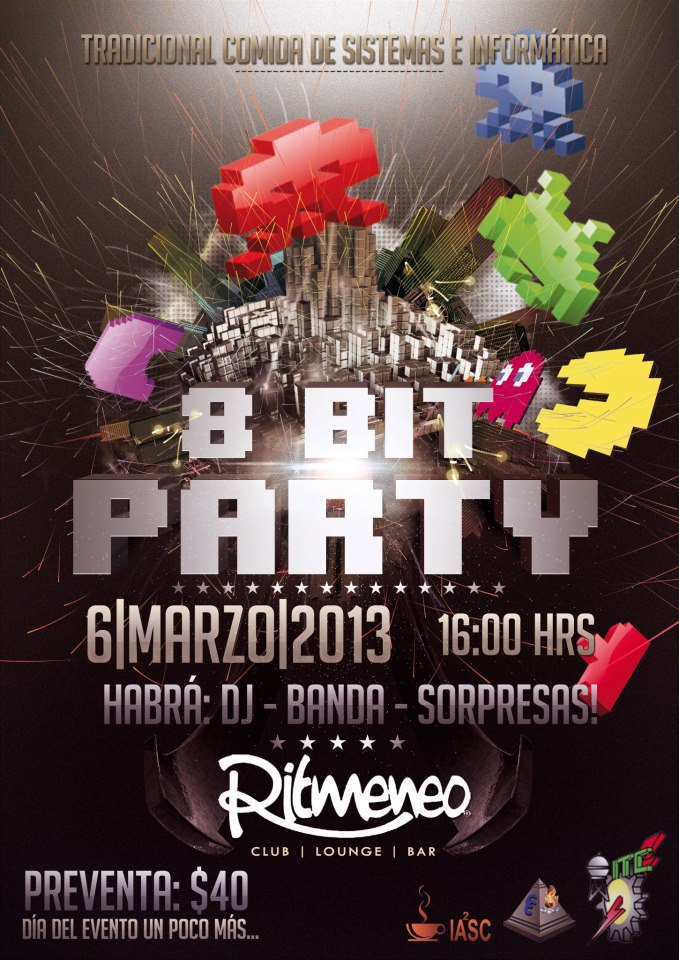 TRADICIONAL COMIDA DE SISTEMAS E INFORMÁTICA
8 BIT
PARTY
6|MARZO|2013 16:00 HRS
HABRÁ: DJ - BANDA - SORPRESAS!
Ritmeneo
CLUB | LOUNGE | BAR
PREVENTA: $40
DÍA DEL EVENTO UN POCO MÁS...
IA²SC
ITC